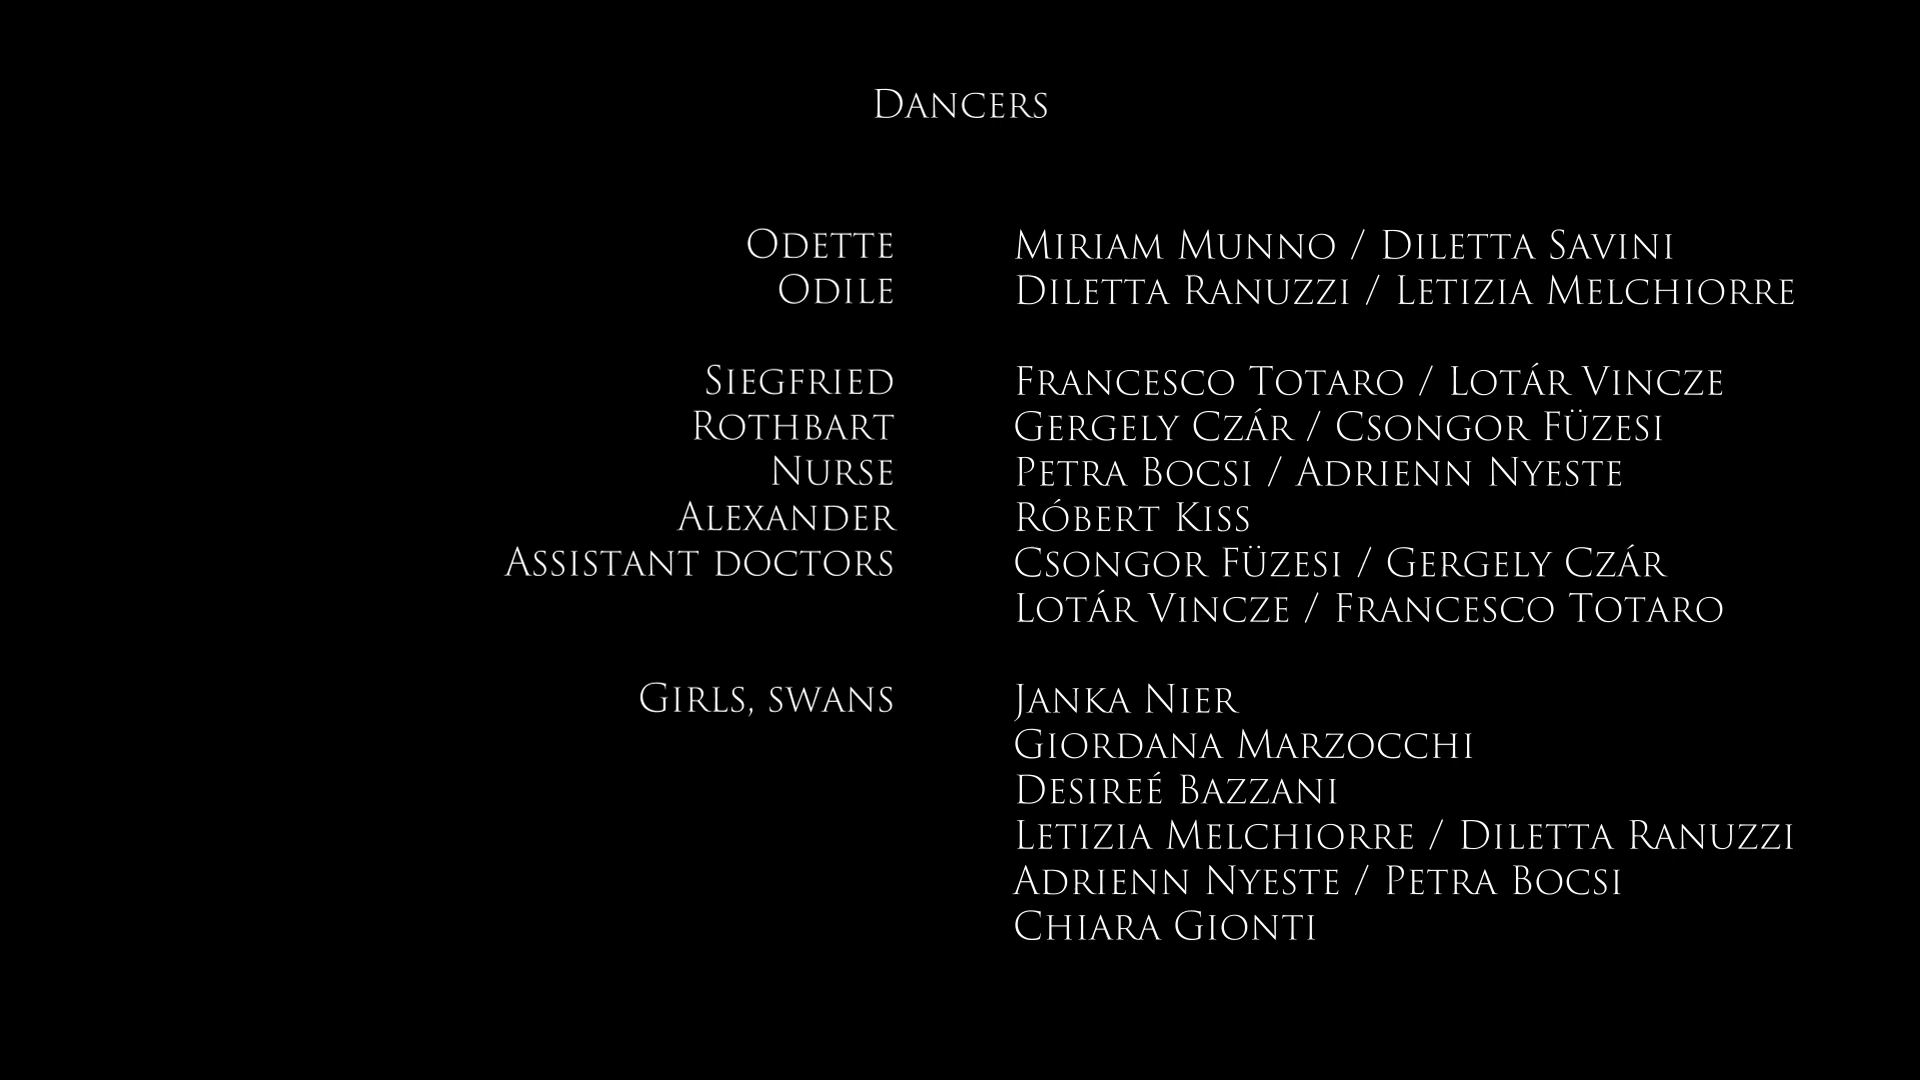 Dancers
Odette Miriam Munno / Diletta Savini
Odile Diletta Ranuzzi / Letizia Melchiorre
Siegfried Francesco Totaro / Lotár Vincze
Rothbart Gergely Czár / Csongor Füzesi
Nurse Petra Bocsi / Adrienn Nyeste
Alexander Róbert Kiss
Assistant doctors Csongor Füzesi / Gergely Czár
Lotár Vincze / Francesco Totaro
Girls, swans Janka Nier
Giordana Marzocchi
Desireé Bazzani
Letizia Melchiorre / Diletta Ranuzzi
Adrienn Nyeste / Petra Bocsi
Chiara Gionti